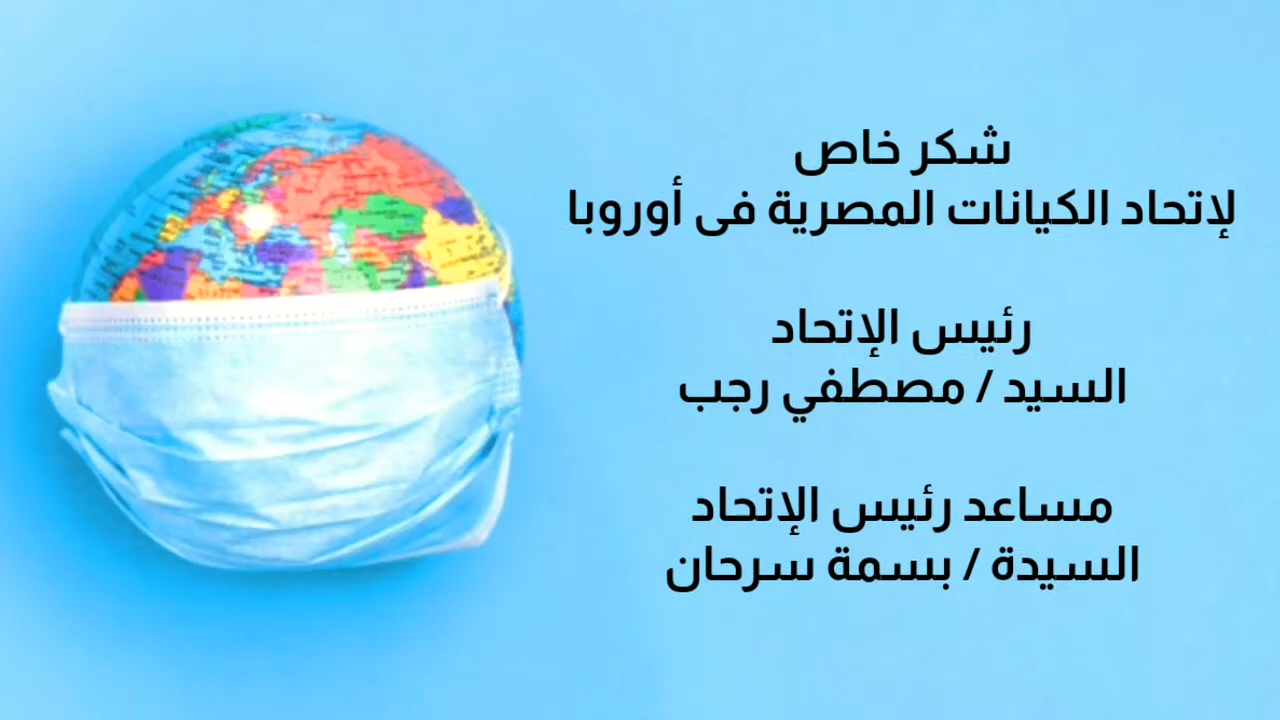 شكر خاص
لإتحاد الكيانات المصرية فى أوروبا
رئيس الإتحاد
السيد / مصطفي رجب
مساعد رئيس الإتحاد
السيدة / بسمة سرحان